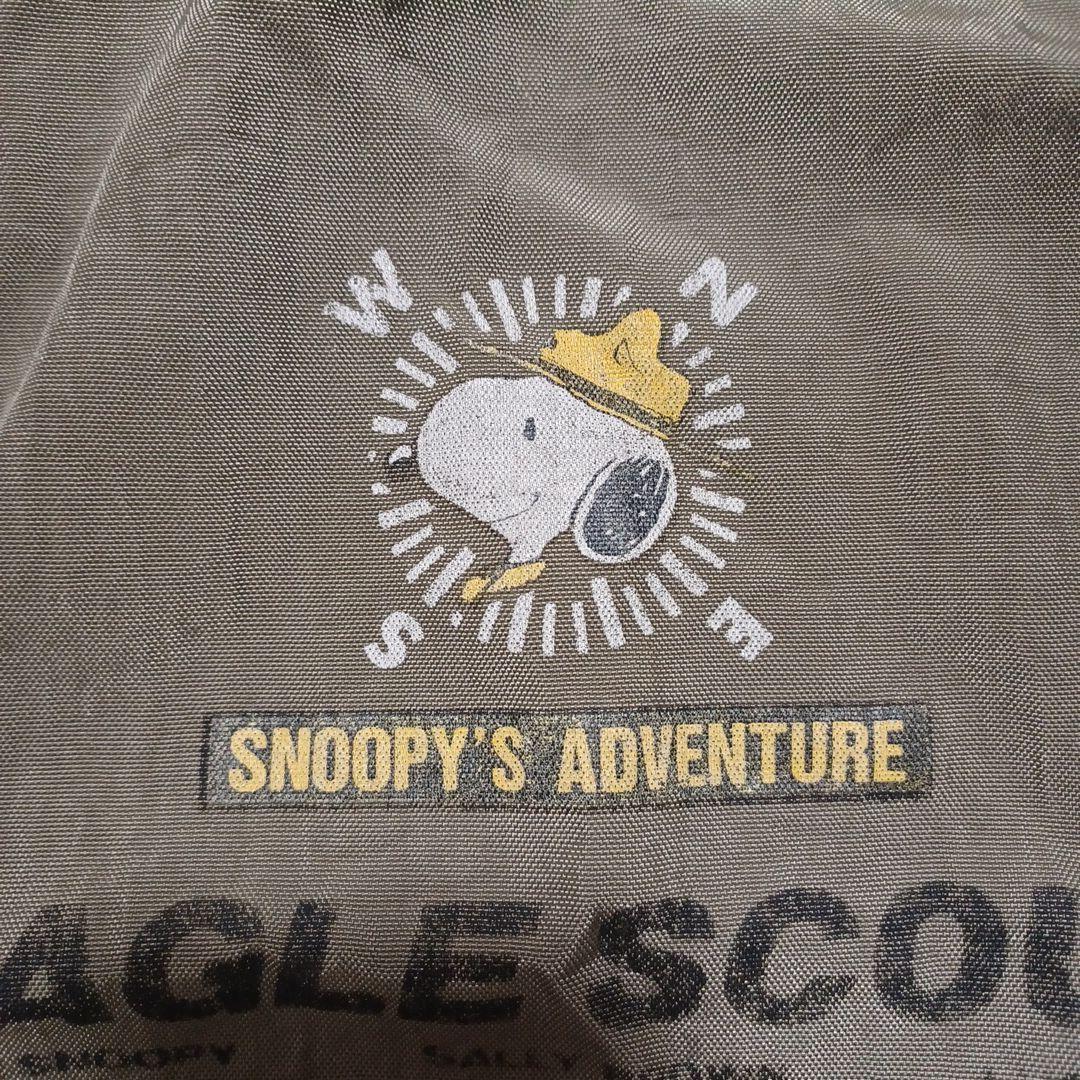 W N
S E
SNOOPY'S ADVENTURE
AGLE SCOU
SNOOPY SALLY